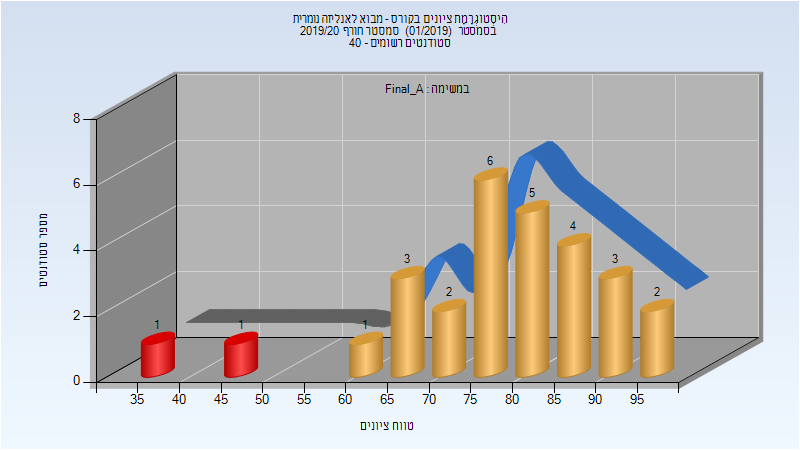 היסטוגרמת ציונים בקורס - מבוא לאנליזה נומרית
בסמסטר (01/2019) סמסטר חורף 2019/20
סטודנטים רשומים - 40
במשימה : Final_A
מספר סטודנטים
8
6
4
2
0
1
1
1
3
2
6
5
4
3
2
35 40 45 50 55 60 65 70 75 80 85 90 95
טווח ציונים